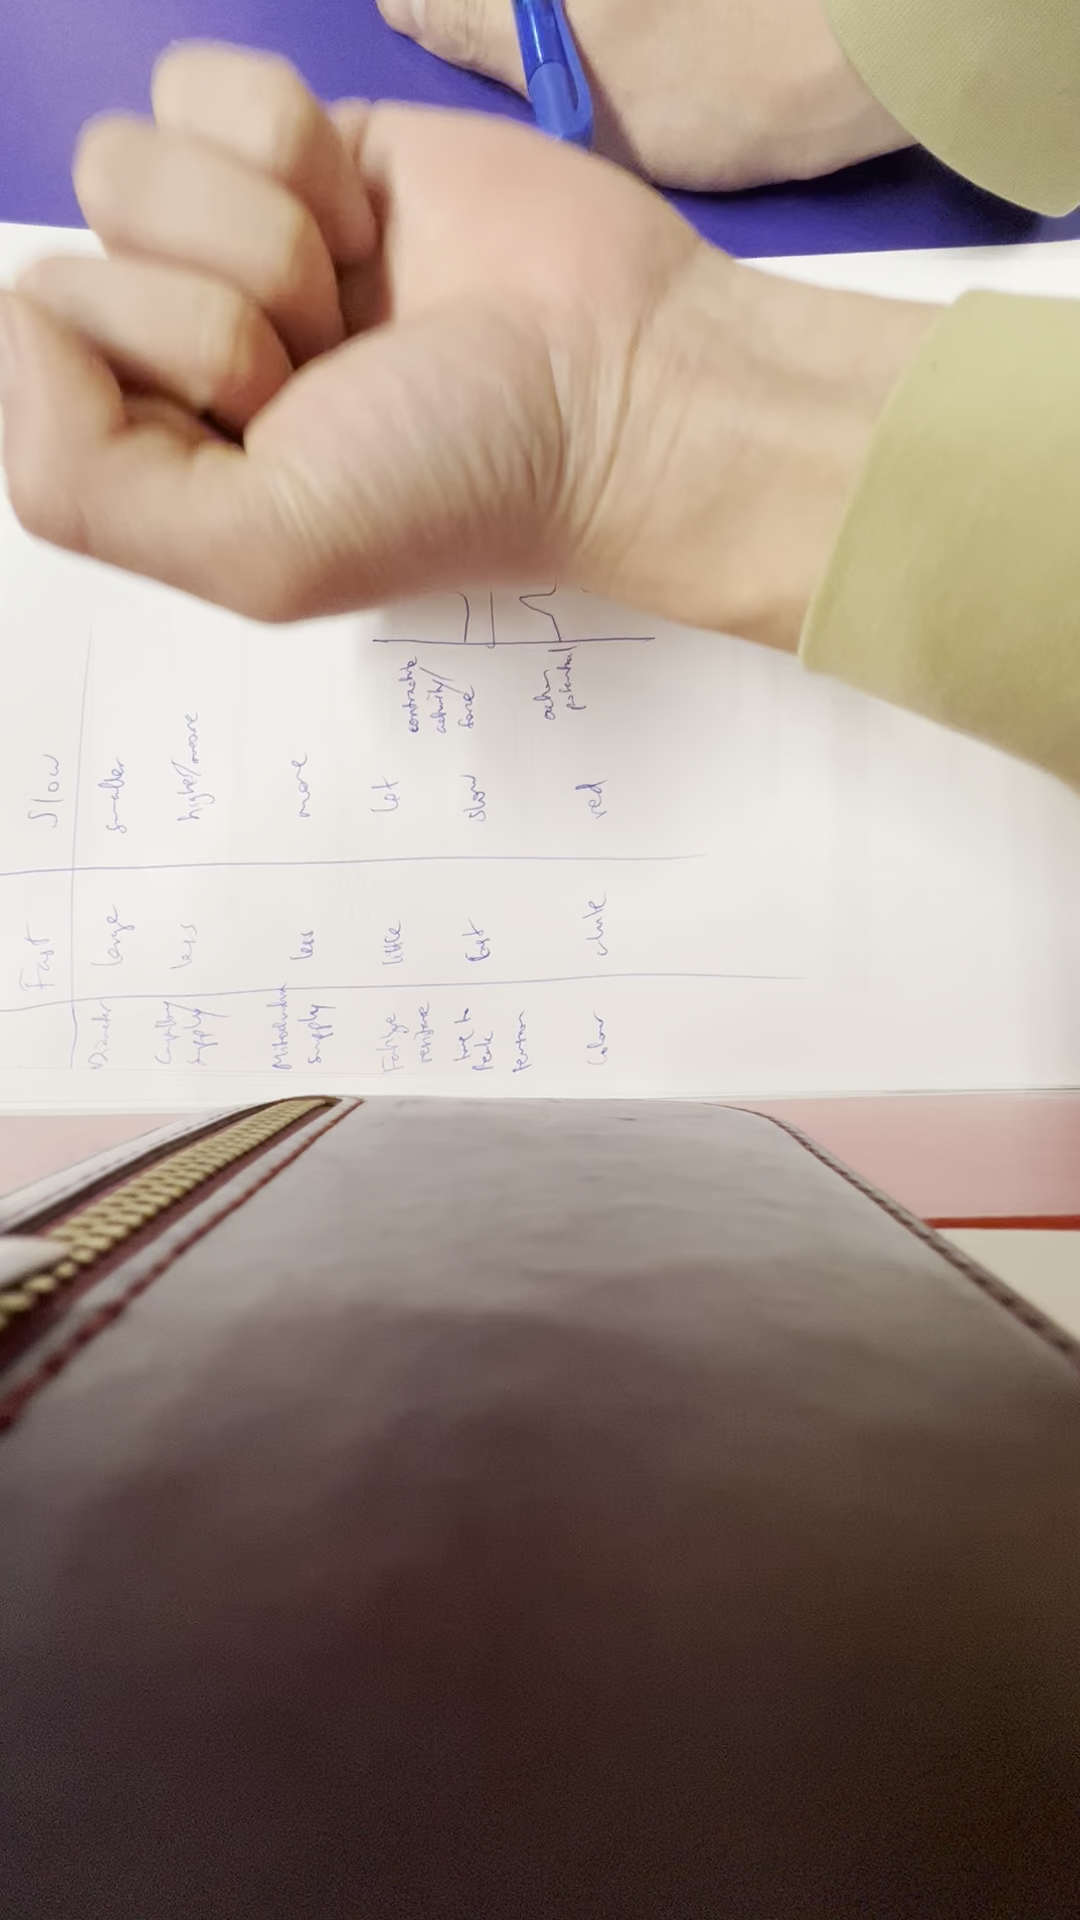 Fast Slow
Diameter large smaller
Capillary supply less higher/more
Mitochondria supply less more
Fatigue resistance little lot
time to Peak tension fast slow
Colour white red
contractile
activity/
force
action
potential